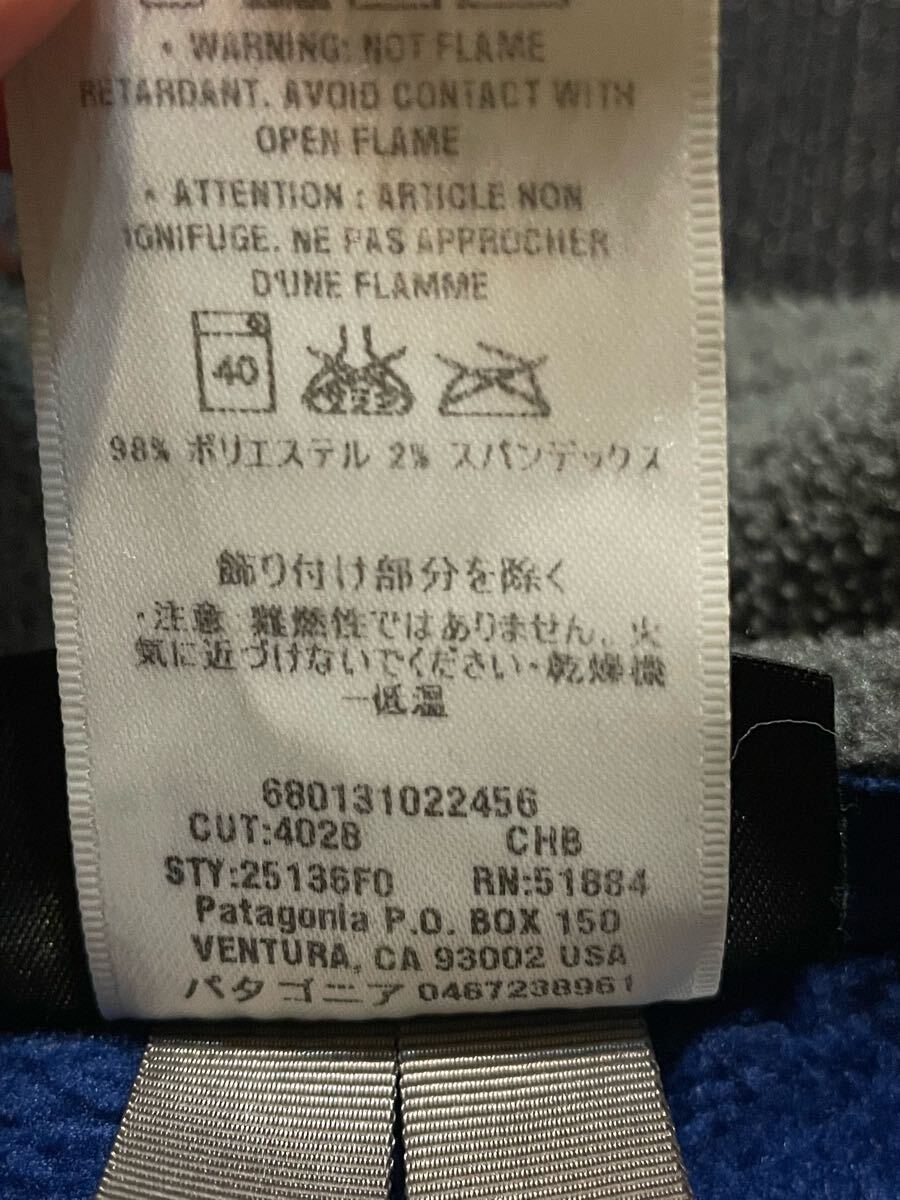 • WARNING: NOT FLAME
RETARDANT. AVOID CONTACT WITH
OPEN FLAME
• ATTENTION : ARTICLE NON
IGNIFUGE. NE PAS APPROCHER
D'UNE FLAMME
40
98% ポリエステル 2% スパンデックス
飾り付け部分を除く
・注意 難燃性ではありません。火
気に近づけないでください・乾燥機
ー低温
680131022456
CUT:4028 CHB
STY:25136F0 RN:51884
Patagonia P.O. BOX 150
VENTURA, CA 93002 USA
パタゴニア 0467238961